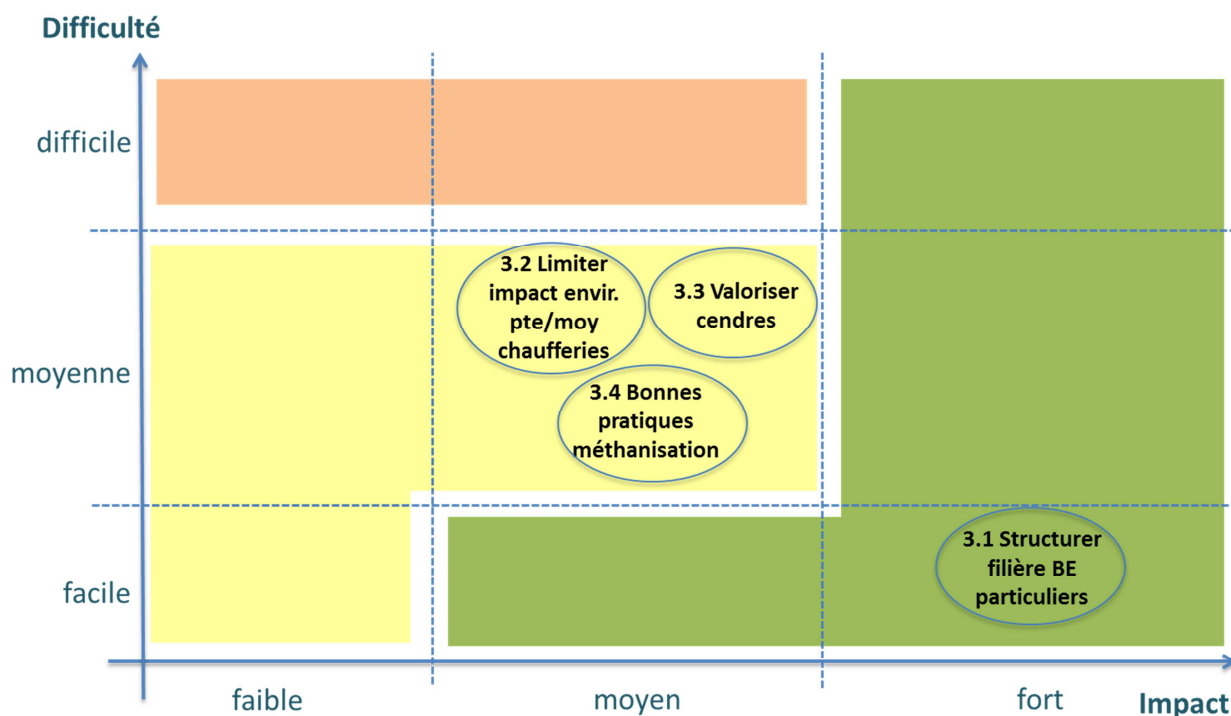 Difficulté
difficile
3.2 Limiter
impact envir.
pte/moy
chaufferies
3.3 Valoriser
cendres
moyenne
3.4 Bonnes
pratiques
méthanisation
3.1 Structurer
filière BE
particuliers
facile
faible
moyen
fort
Impact